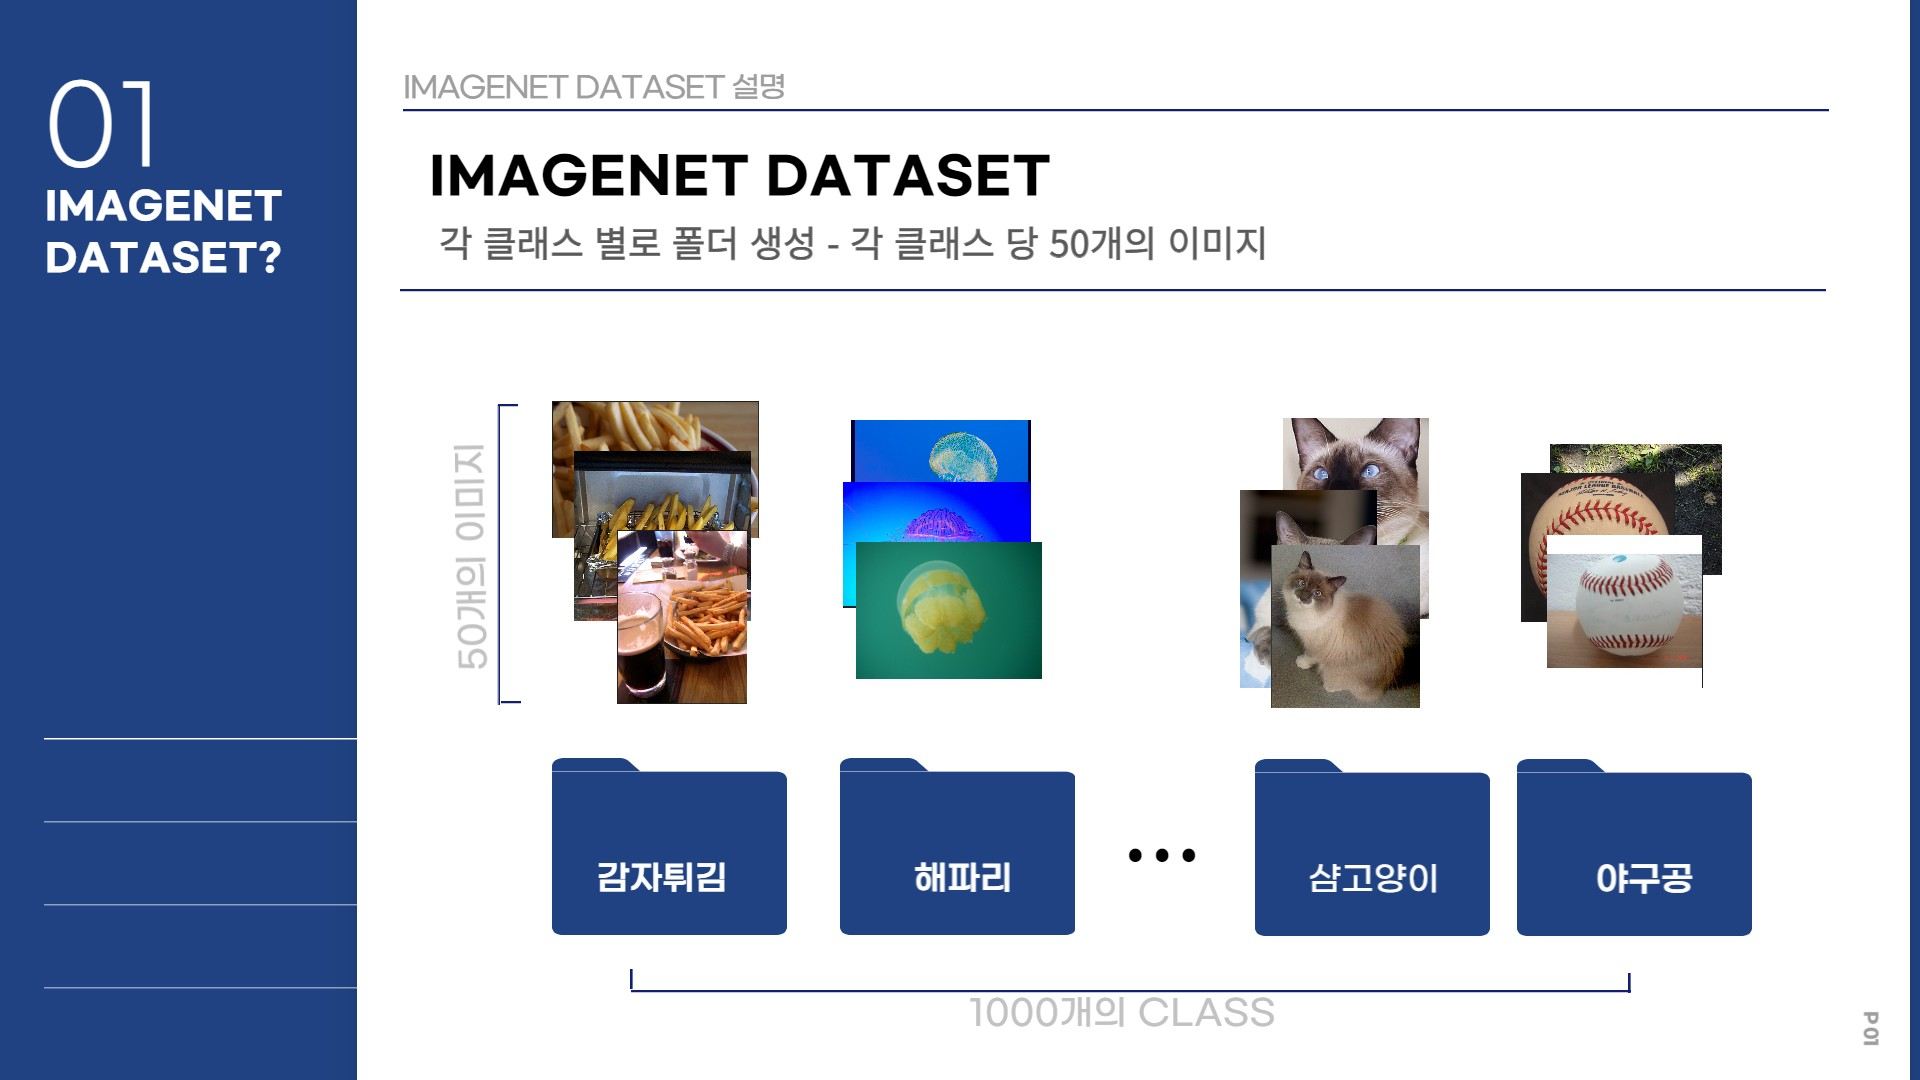 01
IMAGENET
DATASET?
IMAGENET DATASET 설명
IMAGENET DATASET
각 클래스 별로 폴더 생성 - 각 클래스 당 50개의 이미지
50개의 이미지
감자튀김
해파리
...
샴고양이
야구공
1000개의 CLASS
P 01